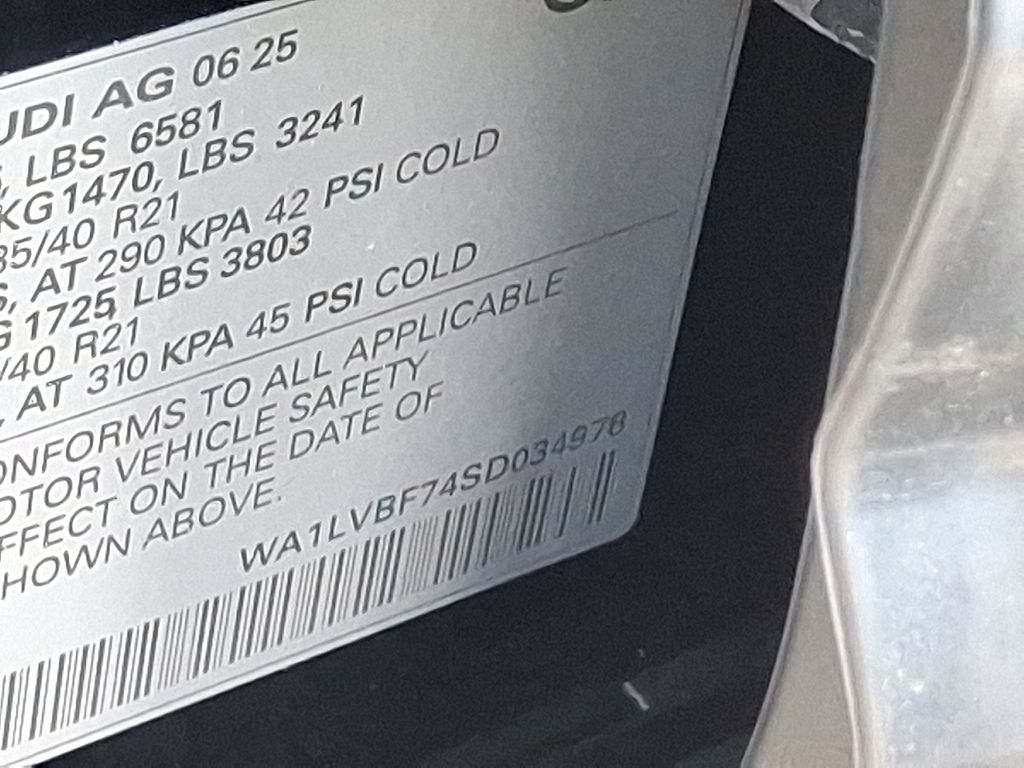 UDI AG 06 25
, LBS 6581
KG 1470, LBS 3241
35/40 R21
, AT 290 KPA 42 PSI COLD
G 1725, LBS 3803
/40 R21
, AT 310 KPA 45 PSI COLD
ONFORMS TO ALL APPLICABLE
OTOR VEHICLE SAFETY
FFECT ON THE DATE OF
HOWN ABOVE.
WA1LVBF74SD034978